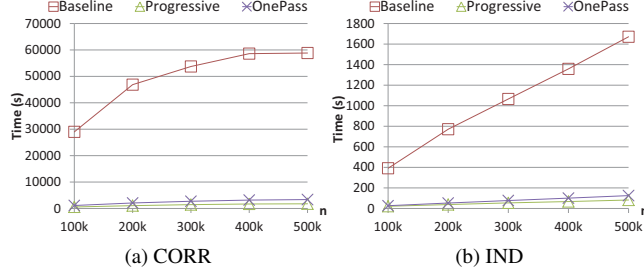 Baseline Progressive OnePass
70000
60000
50000
40000
30000
20000
10000
0
Time (s)
100k 200k 300k 400k 500k n
(a) CORR
Baseline Progressive OnePass
1800
1600
1400
1200
1000
800
600
400
200
0
Time (s)
100k 200k 300k 400k 500k n
(b) IND